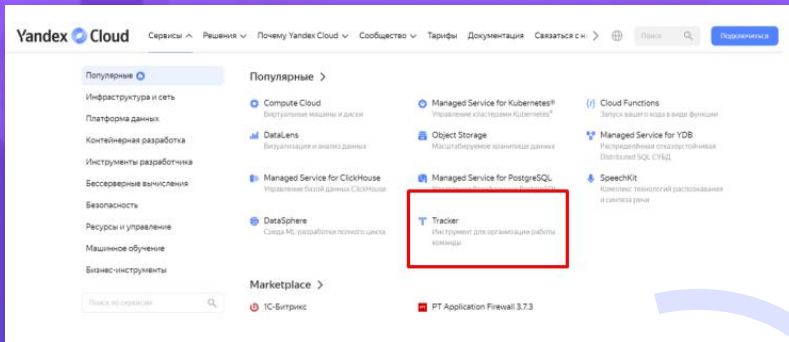 Yandex Cloud
Сервисы Решения Почему Yandex Cloud Сообщество Тарифы Документация Связаться с н Поиск Подключиться
Популярные
Инфраструктура и сеть
Платформа данных
Контейнерная разработка
Инструменты разработчика
Бессерверные вычисления
Безопасность
Ресурсы и управление
Машинное обучение
Бизнес-инструменты
Поиск по сервисам
Популярные >
Compute Cloud
Виртуальные машины и диски
Managed Service for Kubernetes®
Управление кластерами Kubernetes®
Cloud Functions
Запуск вашего кода в виде функции
DataLens
Визуализация и анализ данных
Object Storage
Масштабируемое хранилище данных
Managed Service for YDB
Распределённая отказоустойчивая
Distributed SQL СУБД
Managed Service for ClickHouse
Управление базой данных ClickHouse
Managed Service for PostgreSQL
SpeechKit
Комплекс технологий распознавания
и синтеза речи
DataSphere
Среда ML-разработки полного цикла
Tracker
Инструмент для организации работы
команды
Marketplace >
1С-Битрикс
PT Application Firewall 3.7.3